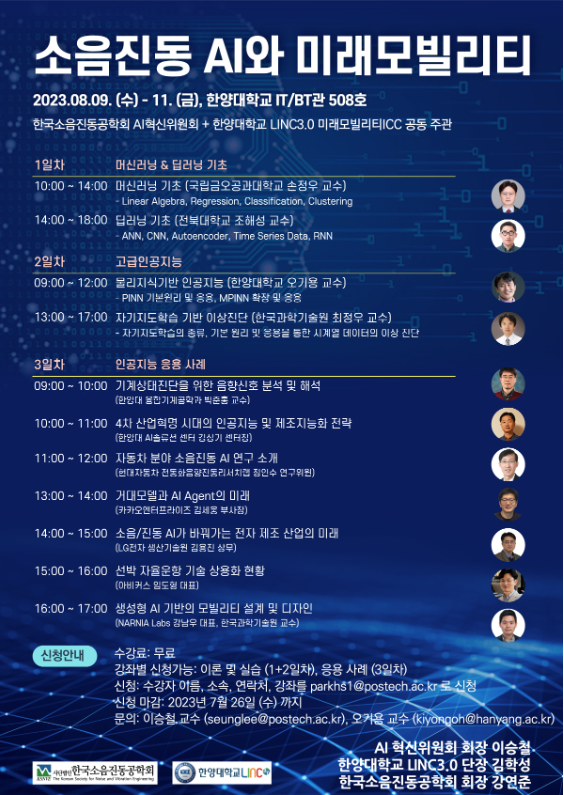 소음진동 AI와 미래모빌리티
2023.08.09. (수) - 11. (금), 한양대학교 IT/BT관 508호
한국소음진동공학회 AI혁신위원회 + 한양대학교 LINC3.0 미래모빌리티ICC 공동 주관
1일차 머신러닝 & 딥러닝 기초
10:00 ~ 14:00 머신러닝 기초 (국립금오공과대학교 손정우 교수)
- Linear Algebra, Regression, Classification, Clustering
14:00 ~ 18:00 딥러닝 기초 (전북대학교 조해성 교수)
- ANN, CNN, Autoencoder, Time Series Data, RNN
2일차 고급인공지능
09:00 ~ 12:00 물리지식기반 인공지능 (한양대학교 오기용 교수)
- PINN 기본원리 및 응용, MPINN 확장 및 응용
13:00 ~ 17:00 자기지도학습 기반 이상진단 (한국과학기술원 최정우 교수)
- 자기지도학습의 종류, 기본 원리 및 응용을 통한 시계열 데이터의 이상 진단
3일차 인공지능 응용 사례
09:00 ~ 10:00 기계상태진단을 위한 음향신호 분석 및 해석
(한양대 융합기계공학과 박준홍 교수)
10:00 ~ 11:00 4차 산업혁명 시대의 인공지능 및 제조지능화 전략
(한양대 AI솔루션 센터 강상기 센터장)
11:00 ~ 12:00 자동차 분야 소음진동 AI 연구 소개
(현대자동차 전동화음향진동리서치랩 정인수 연구위원)
13:00 ~ 14:00 거대모델과 AI Agent의 미래
(카카오엔터프라이즈 김세웅 부사장)
14:00 ~ 15:00 소음/진동 AI가 바꿔가는 전자 제조 산업의 미래
(LG전자 생산기술원 김용진 상무)
15:00 ~ 16:00 선박 자율운항 기술 상용화 현황
(아비커스 임도형 대표)
16:00 ~ 17:00 생성형 AI 기반의 모빌리티 설계 및 디자인
(NARNIA Labs 강남우 대표, 한국과학기술원 교수)
신청안내
수강료: 무료
강좌별 신청가능: 이론 및 실습 (1+2일차), 응용 사례 (3일차)
신청: 수강자 이름, 소속, 연락처, 강좌를 parkhs1@postech.ac.kr 로 신청
신청 마감: 2023년 7월 26일 (수) 까지
문의: 이승철 교수 (seunglee@postech.ac.kr), 오기용 교수 (kiyongoh@hanyang.ac.kr)
AI 혁신위원회 회장 이승철
한양대학교 LINC3.0 단장 김학성
한국소음진동공학회 회장 강연준
사단법인 한국소음진동공학회
The Korean Society for Noise and Vibration Engineering
한양대학교 LINC